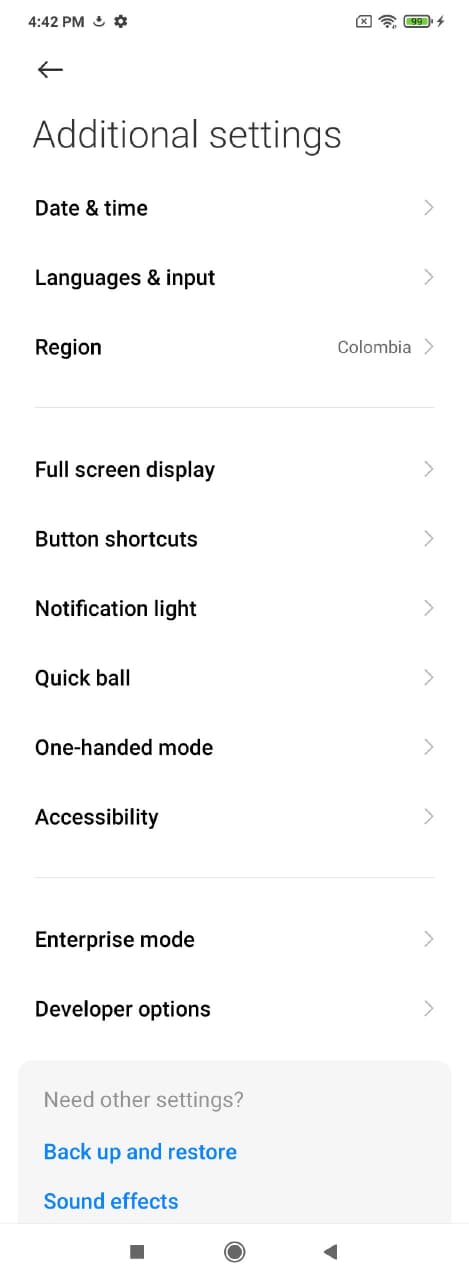 4:42 PM
99
Additional settings
Date & time
Languages & input
Region
Colombia
Full screen display
Button shortcuts
Notification light
Quick ball
One-handed mode
Accessibility
Enterprise mode
Developer options
Need other settings?
Back up and restore
Sound effects